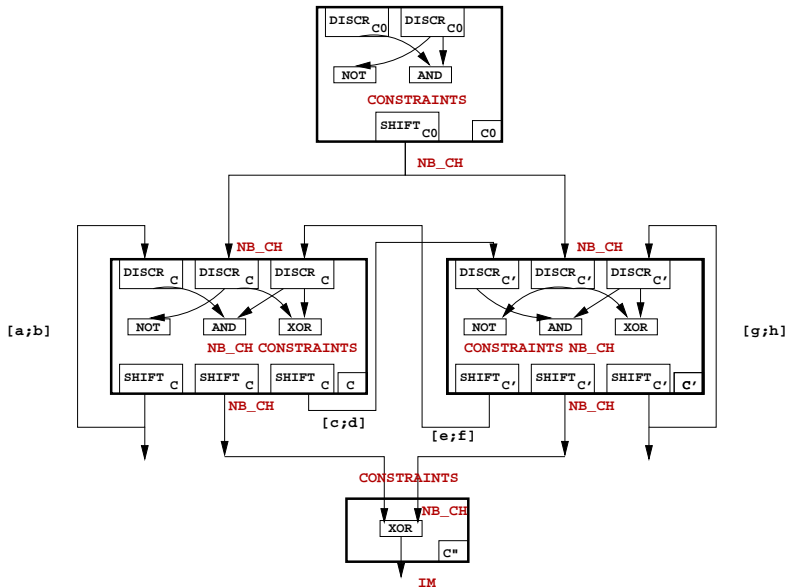 DISCR C0 DISCR C0
NOT AND
CONSTRAINTS
SHIFT C0 C0
NB_CH
NB_CH NB_CH
DISCR C DISCR C DISCR C DISCR C' DISCR C' DISCR C'
[a;b] NOT AND XOR NOT AND XOR [g;h]
NB_CH CONSTRAINTS CONSTRAINTS NB_CH
SHIFT C SHIFT C SHIFT C C SHIFT C' SHIFT C' SHIFT C' C'
NB_CH NB_CH
[c;d] [e;f]
CONSTRAINTS
NB_CH
XOR
C"
IM